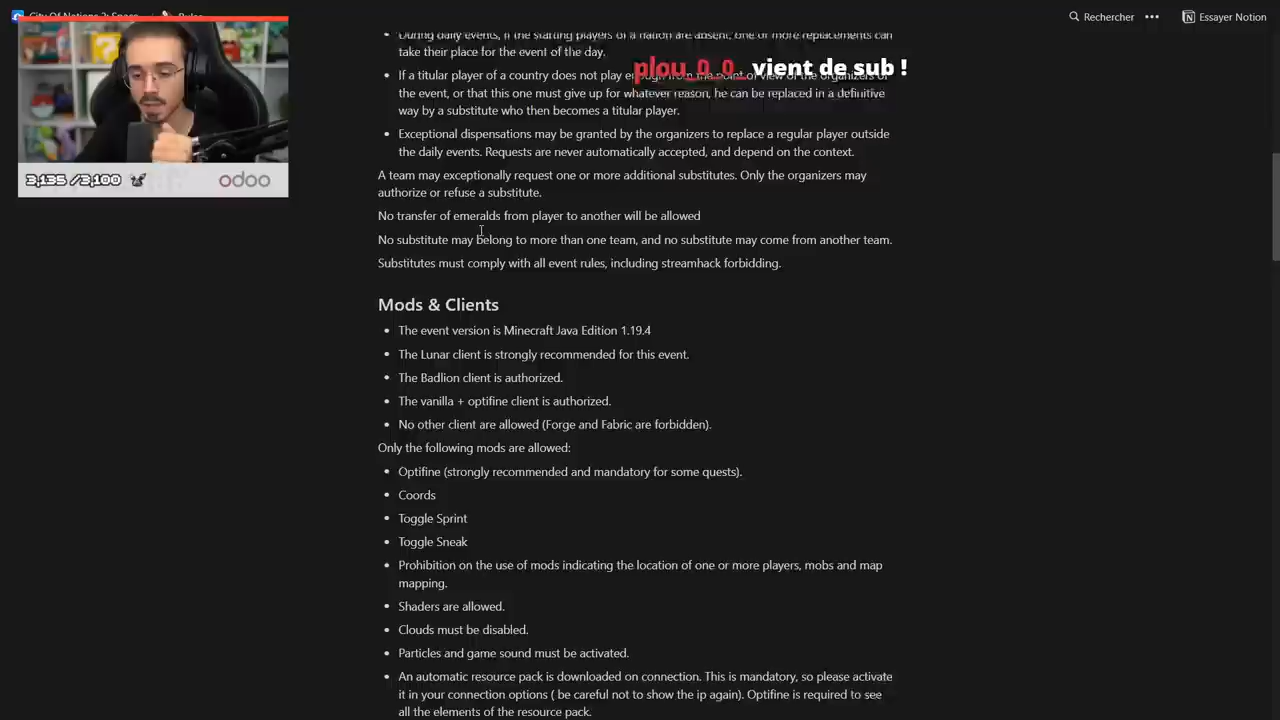 City Of Nations 2: Space
Rules
Rechercher
Essayer Notion
During daily events, if the starting players of a nation are absent, one or more replacements can
take their place for the event of the day.
plou_0_0_ vient de sub !
If a titular player of a country does not play enough from the point of view of the organizers of
the event, or that this one must give up for whatever reason, he can be replaced in a definitive
way by a substitute who then becomes a titular player.
Exceptional dispensations may be granted by the organizers to replace a regular player outside
the daily events. Requests are never automatically accepted, and depend on the context.
3,135 /3,100
odoo
A team may exceptionally request one or more additional substitutes. Only the organizers may
authorize or refuse a substitute.
No transfer of emeralds from player to another will be allowed
No substitute may belong to more than one team, and no substitute may come from another team.
Substitutes must comply with all event rules, including streamhack forbidding.
Mods & Clients
The event version is Minecraft Java Edition 1.19.4
The Lunar client is strongly recommended for this event.
The Badlion client is authorized.
The vanilla + optifine client is authorized.
No other client are allowed (Forge and Fabric are forbidden).
Only the following mods are allowed:
Optifine (strongly recommended and mandatory for some quests).
Coords
Toggle Sprint
Toggle Sneak
Prohibition on the use of mods indicating the location of one or more players, mobs and map
mapping.
Shaders are allowed.
Clouds must be disabled.
Particles and game sound must be activated.
An automatic resource pack is downloaded on connection. This is mandatory, so please activate
it in your connection options ( be careful not to show the ip again). Optifine is required to see
all the elements of the resource pack.